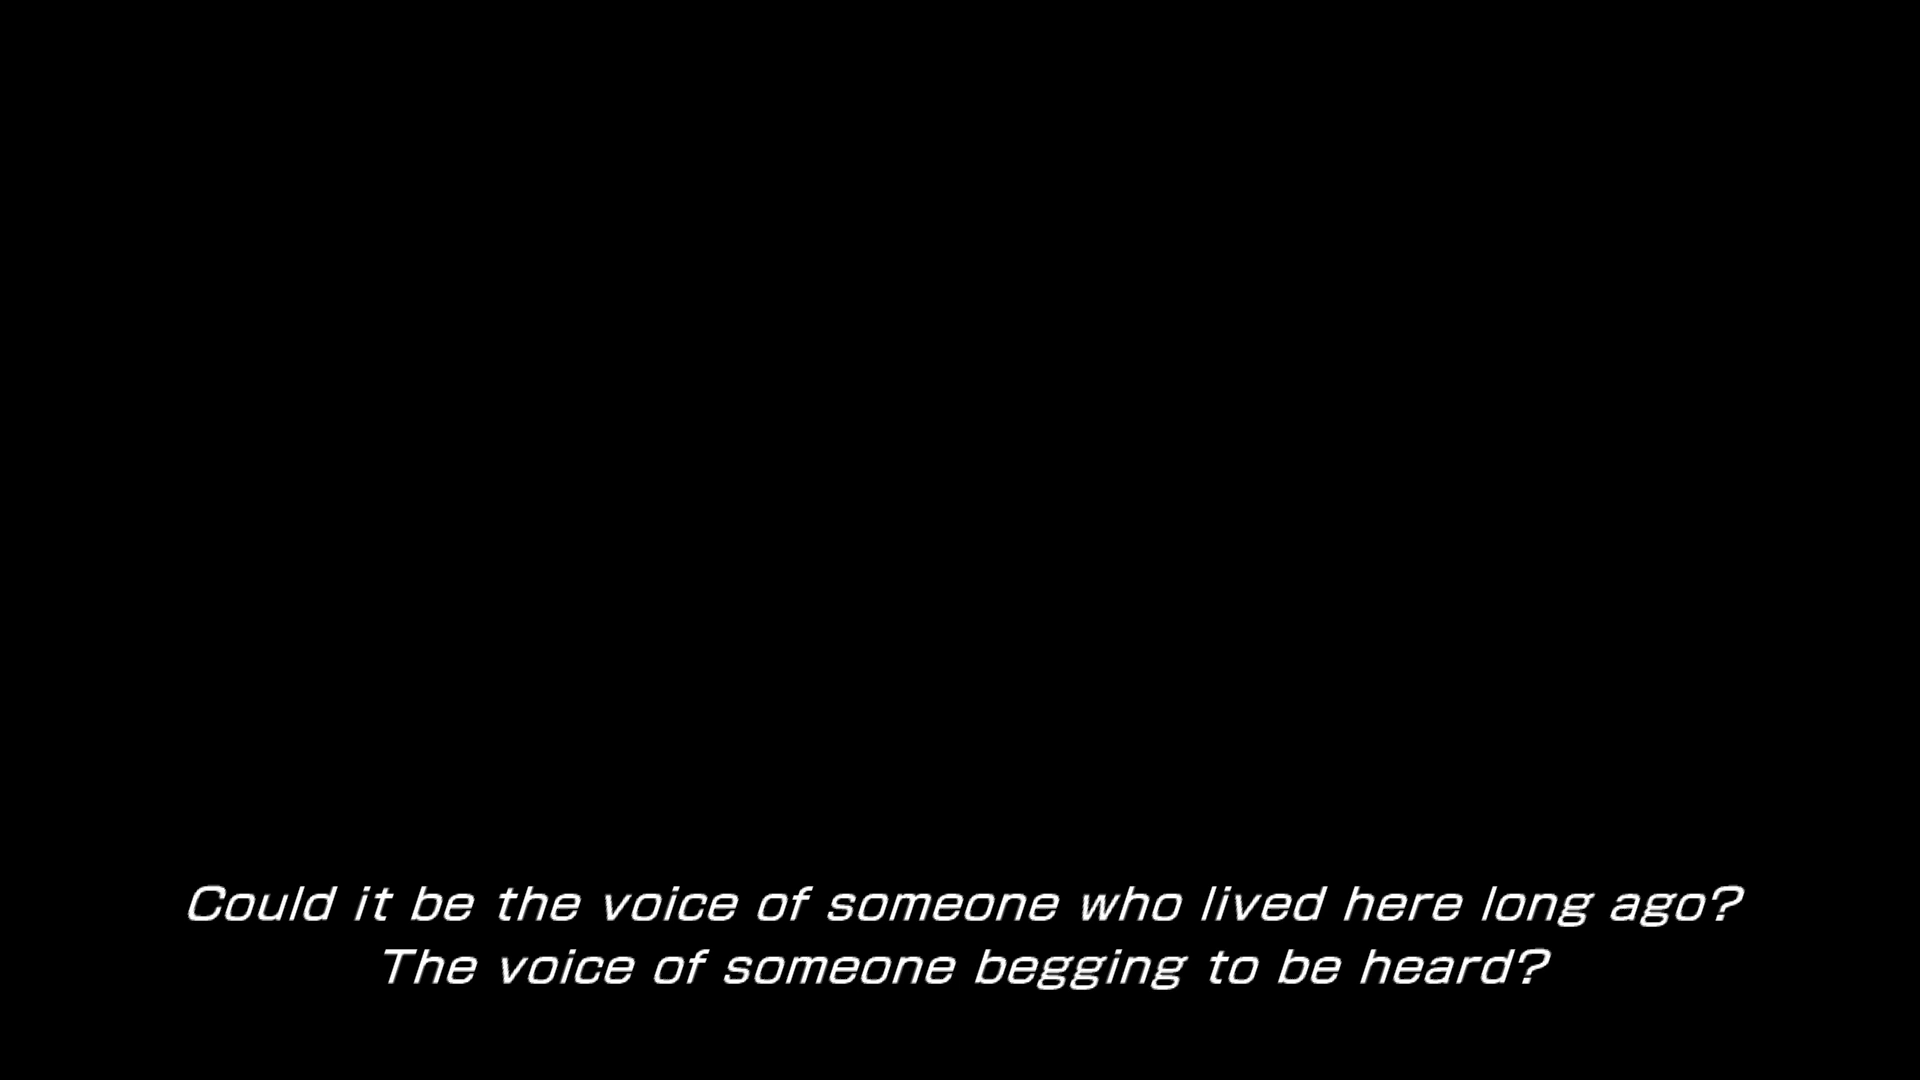 Could it be the voice of someone who lived here long ago?
The voice of someone begging to be heard?